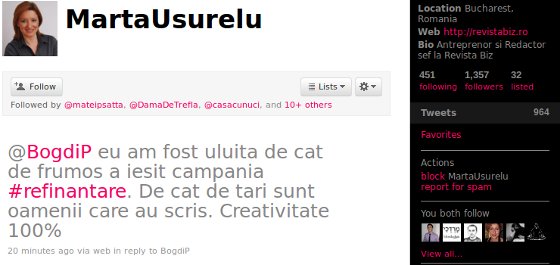 MartaUsurelu
Follow
Lists
Followed by @mateipsatta, @DamaDeTrefla, @casacunuci, and 10+ others
@BogdiP eu am fost uluita de cat
de frumos a iesit campania
#refinantare. De cat de tari sunt
oamenii care au scris. Creativitate
100%
20 minutes ago via web in reply to BogdiP
Location Bucharest,
Romania
Web http://revistabiz.ro
Bio Antreprenor si Redactor
sef la Revista Biz
451 1,357 32
following followers listed
Tweets 964
Favorites
Actions
block MartaUsurelu
report for spam
You both follow
View all...